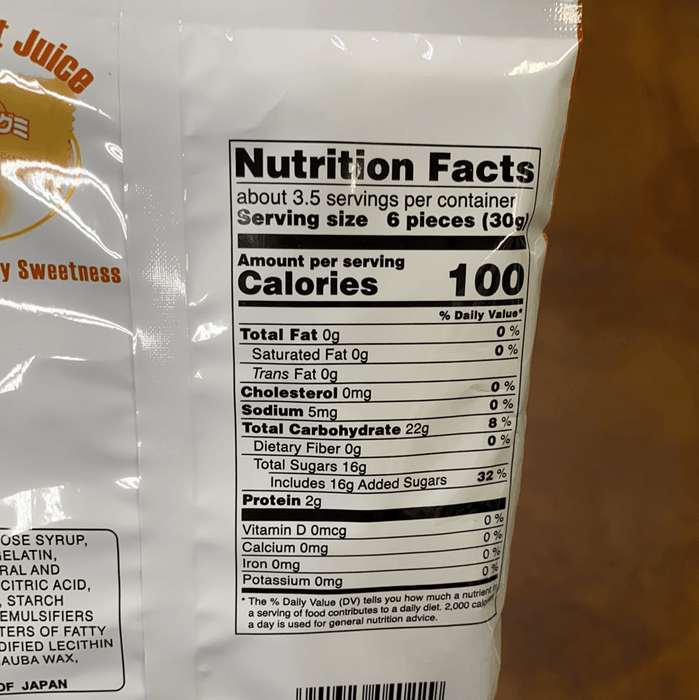 Juice
グミ
y Sweetness
Nutrition Facts
about 3.5 servings per container
Serving size 6 pieces (30g)
Amount per serving
Calories 100
% Daily Value*
Total Fat 0g 0 %
Saturated Fat 0g 0 %
Trans Fat 0g
Cholesterol 0mg 0 %
Sodium 5mg 0 %
Total Carbohydrate 22g 8 %
Dietary Fiber 0g 0 %
Total Sugars 16g
Includes 16g Added Sugars 32 %
Protein 2g
Vitamin D 0mcg 0 %
Calcium 0mg 0 %
Iron 0mg 0 %
Potassium 0mg 0 %
* The % Daily Value (DV) tells you how much a nutrient
a serving of food contributes to a daily diet. 2,000 calo
a day is used for general nutrition advice.
OSE SYRUP,
GELATIN,
RAL AND
CITRIC ACID,
, STARCH
EMULSIFIERS
TERS OF FATTY
DIFIED LECITHIN
AUBA WAX,
OF JAPAN